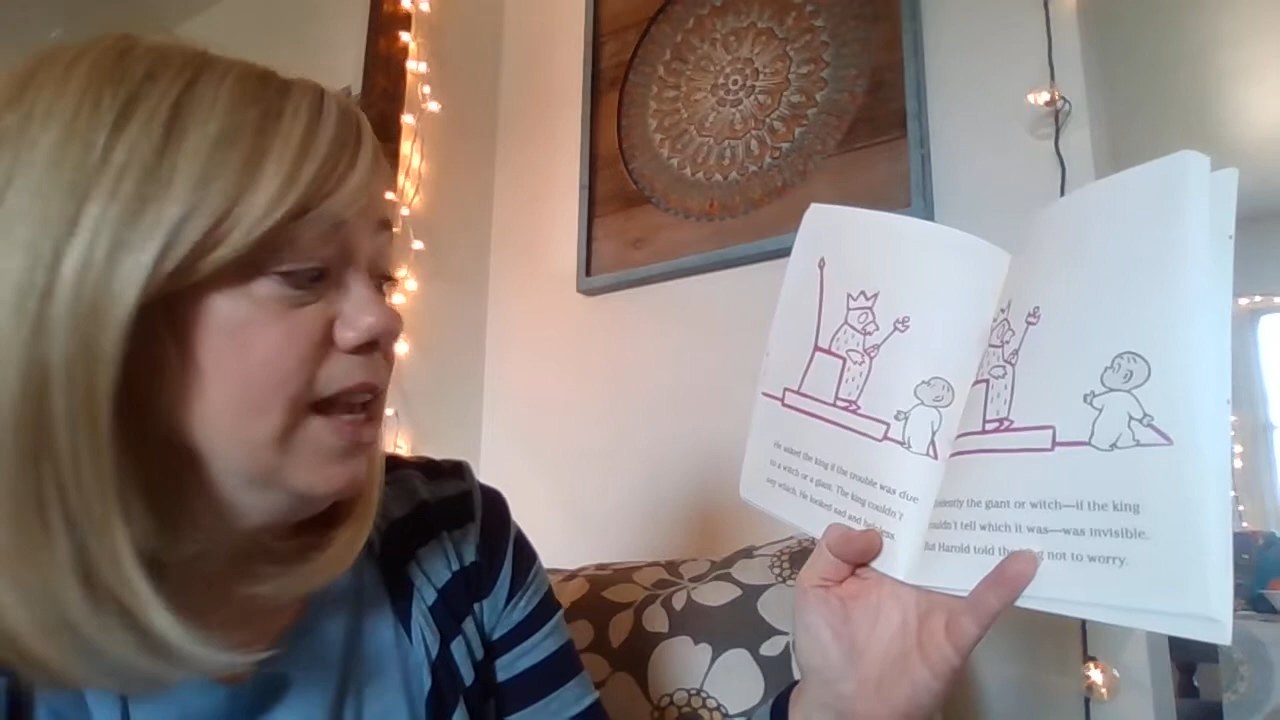 He asked the king if the trouble was due
to a witch or a giant. The king couldn't
say which. He looked sad and helpless.
the giant or witch—if the king
couldn't tell which it was—was invisible.
But Harold told the not to worry.